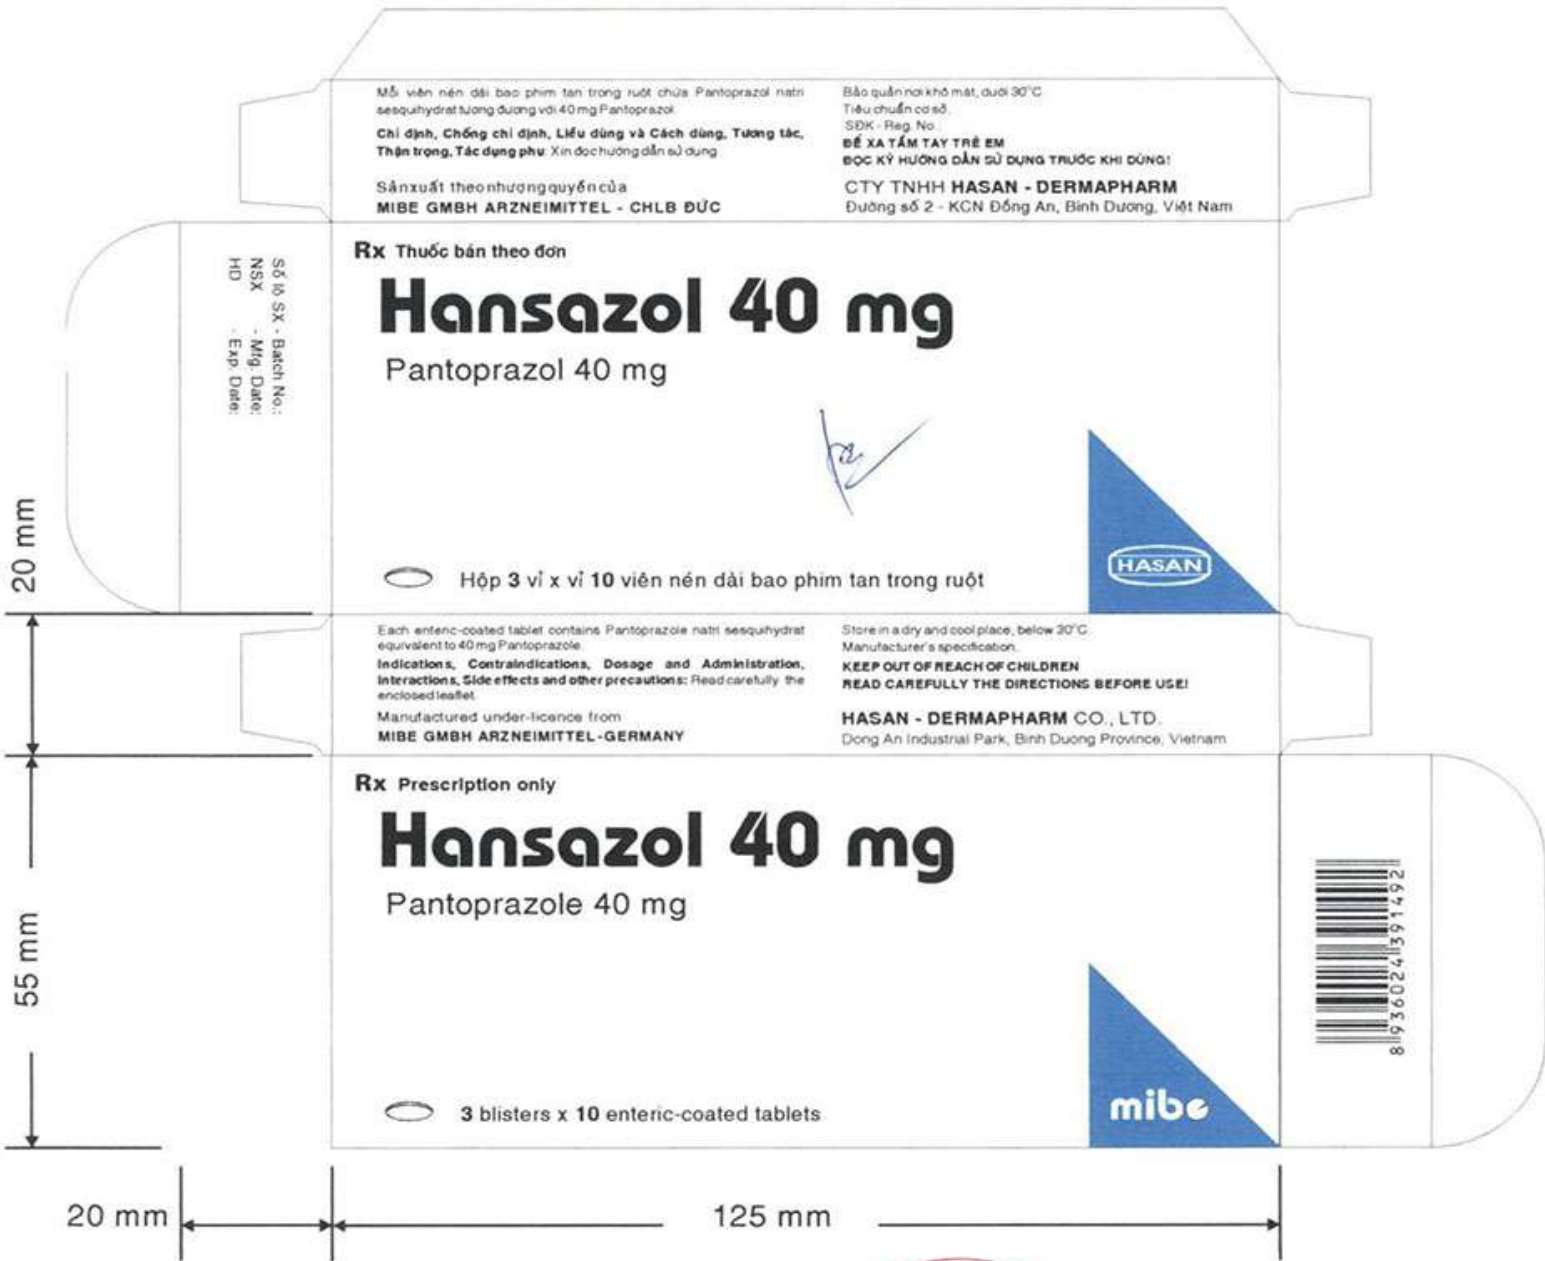 Mỗi viên nén dài bao phim tan trong ruột chứa Pantoprazol natri
sesquihydrat tương đương với 40 mg Pantoprazol.
Chỉ định, Chống chỉ định, Liều dùng và Cách dùng, Tương tác,
Thận trọng, Tác dụng phụ: Xin đọc hướng dẫn sử dụng
Sản xuất theo nhượng quyền của
MIBE GMBH ARZNEIMITTEL - CHLB ĐỨC
Bảo quản nơi khô mát, dưới 30°C
Tiêu chuẩn cơ sở.
SĐK - Reg. No.:
ĐỂ XA TẦM TAY TRẺ EM
ĐỌC KỸ HƯỚNG DẪN SỬ DỤNG TRƯỚC KHI DÙNG!
CTY TNHH HASAN - DERMAPHARM
Đường số 2 - KCN Đồng An, Bình Dương, Việt Nam
Số lô SX - Batch No.:
NSX - Mfg. Date:
HD - Exp. Date:
Rx Thuốc bán theo đơn
Hansazol 40 mg
Pantoprazol 40 mg
Hộp 3 vỉ x vỉ 10 viên nén dài bao phim tan trong ruột
HASAN
20 mm
Each enteric-coated tablet contains Pantoprazole natri sesquihydrat
equivalent to 40 mg Pantoprazole.
Indications, Contraindications, Dosage and Administration,
Interactions, Side effects and other precautions: Read carefully the
enclosed leaflet.
Manufactured under-licence from
MIBE GMBH ARZNEIMITTEL-GERMANY
Store in a dry and cool place, below 30°C.
Manufacturer's specification.
KEEP OUT OF REACH OF CHILDREN
READ CAREFULLY THE DIRECTIONS BEFORE USE!
HASAN - DERMAPHARM CO., LTD.
Dong An Industrial Park, Binh Duong Province, Vietnam
Rx Prescription only
Hansazol 40 mg
Pantoprazole 40 mg
3 blisters x 10 enteric-coated tablets
mibe
8 936024 391492
55 mm
20 mm
125 mm